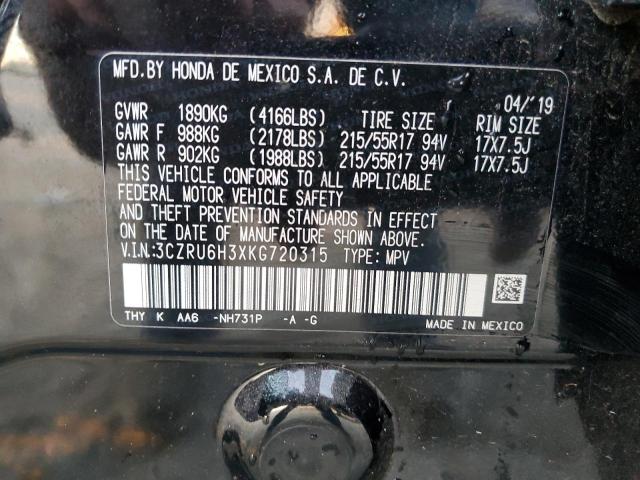 MFD.BY HONDA DE MEXICO S.A. DE C.V.
04/'19
GVWR 1890KG (4166LBS) TIRE SIZE RIM SIZE
GAWR F 988KG (2178LBS) 215/55R17 94V 17X7.5J
GAWR R 902KG (1988LBS) 215/55R17 94V 17X7.5J
THIS VEHICLE CONFORMS TO ALL APPLICABLE
FEDERAL MOTOR VEHICLE SAFETY
AND THEFT PREVENTION STANDARDS IN EFFECT
ON THE DATE OF MANUFACTURE SHOWN ABOVE.
V.I.N.:3CZRU6H3XKG720315 TYPE: MPV
THY K AA6 -NH731P -A -G MADE IN MEXICO